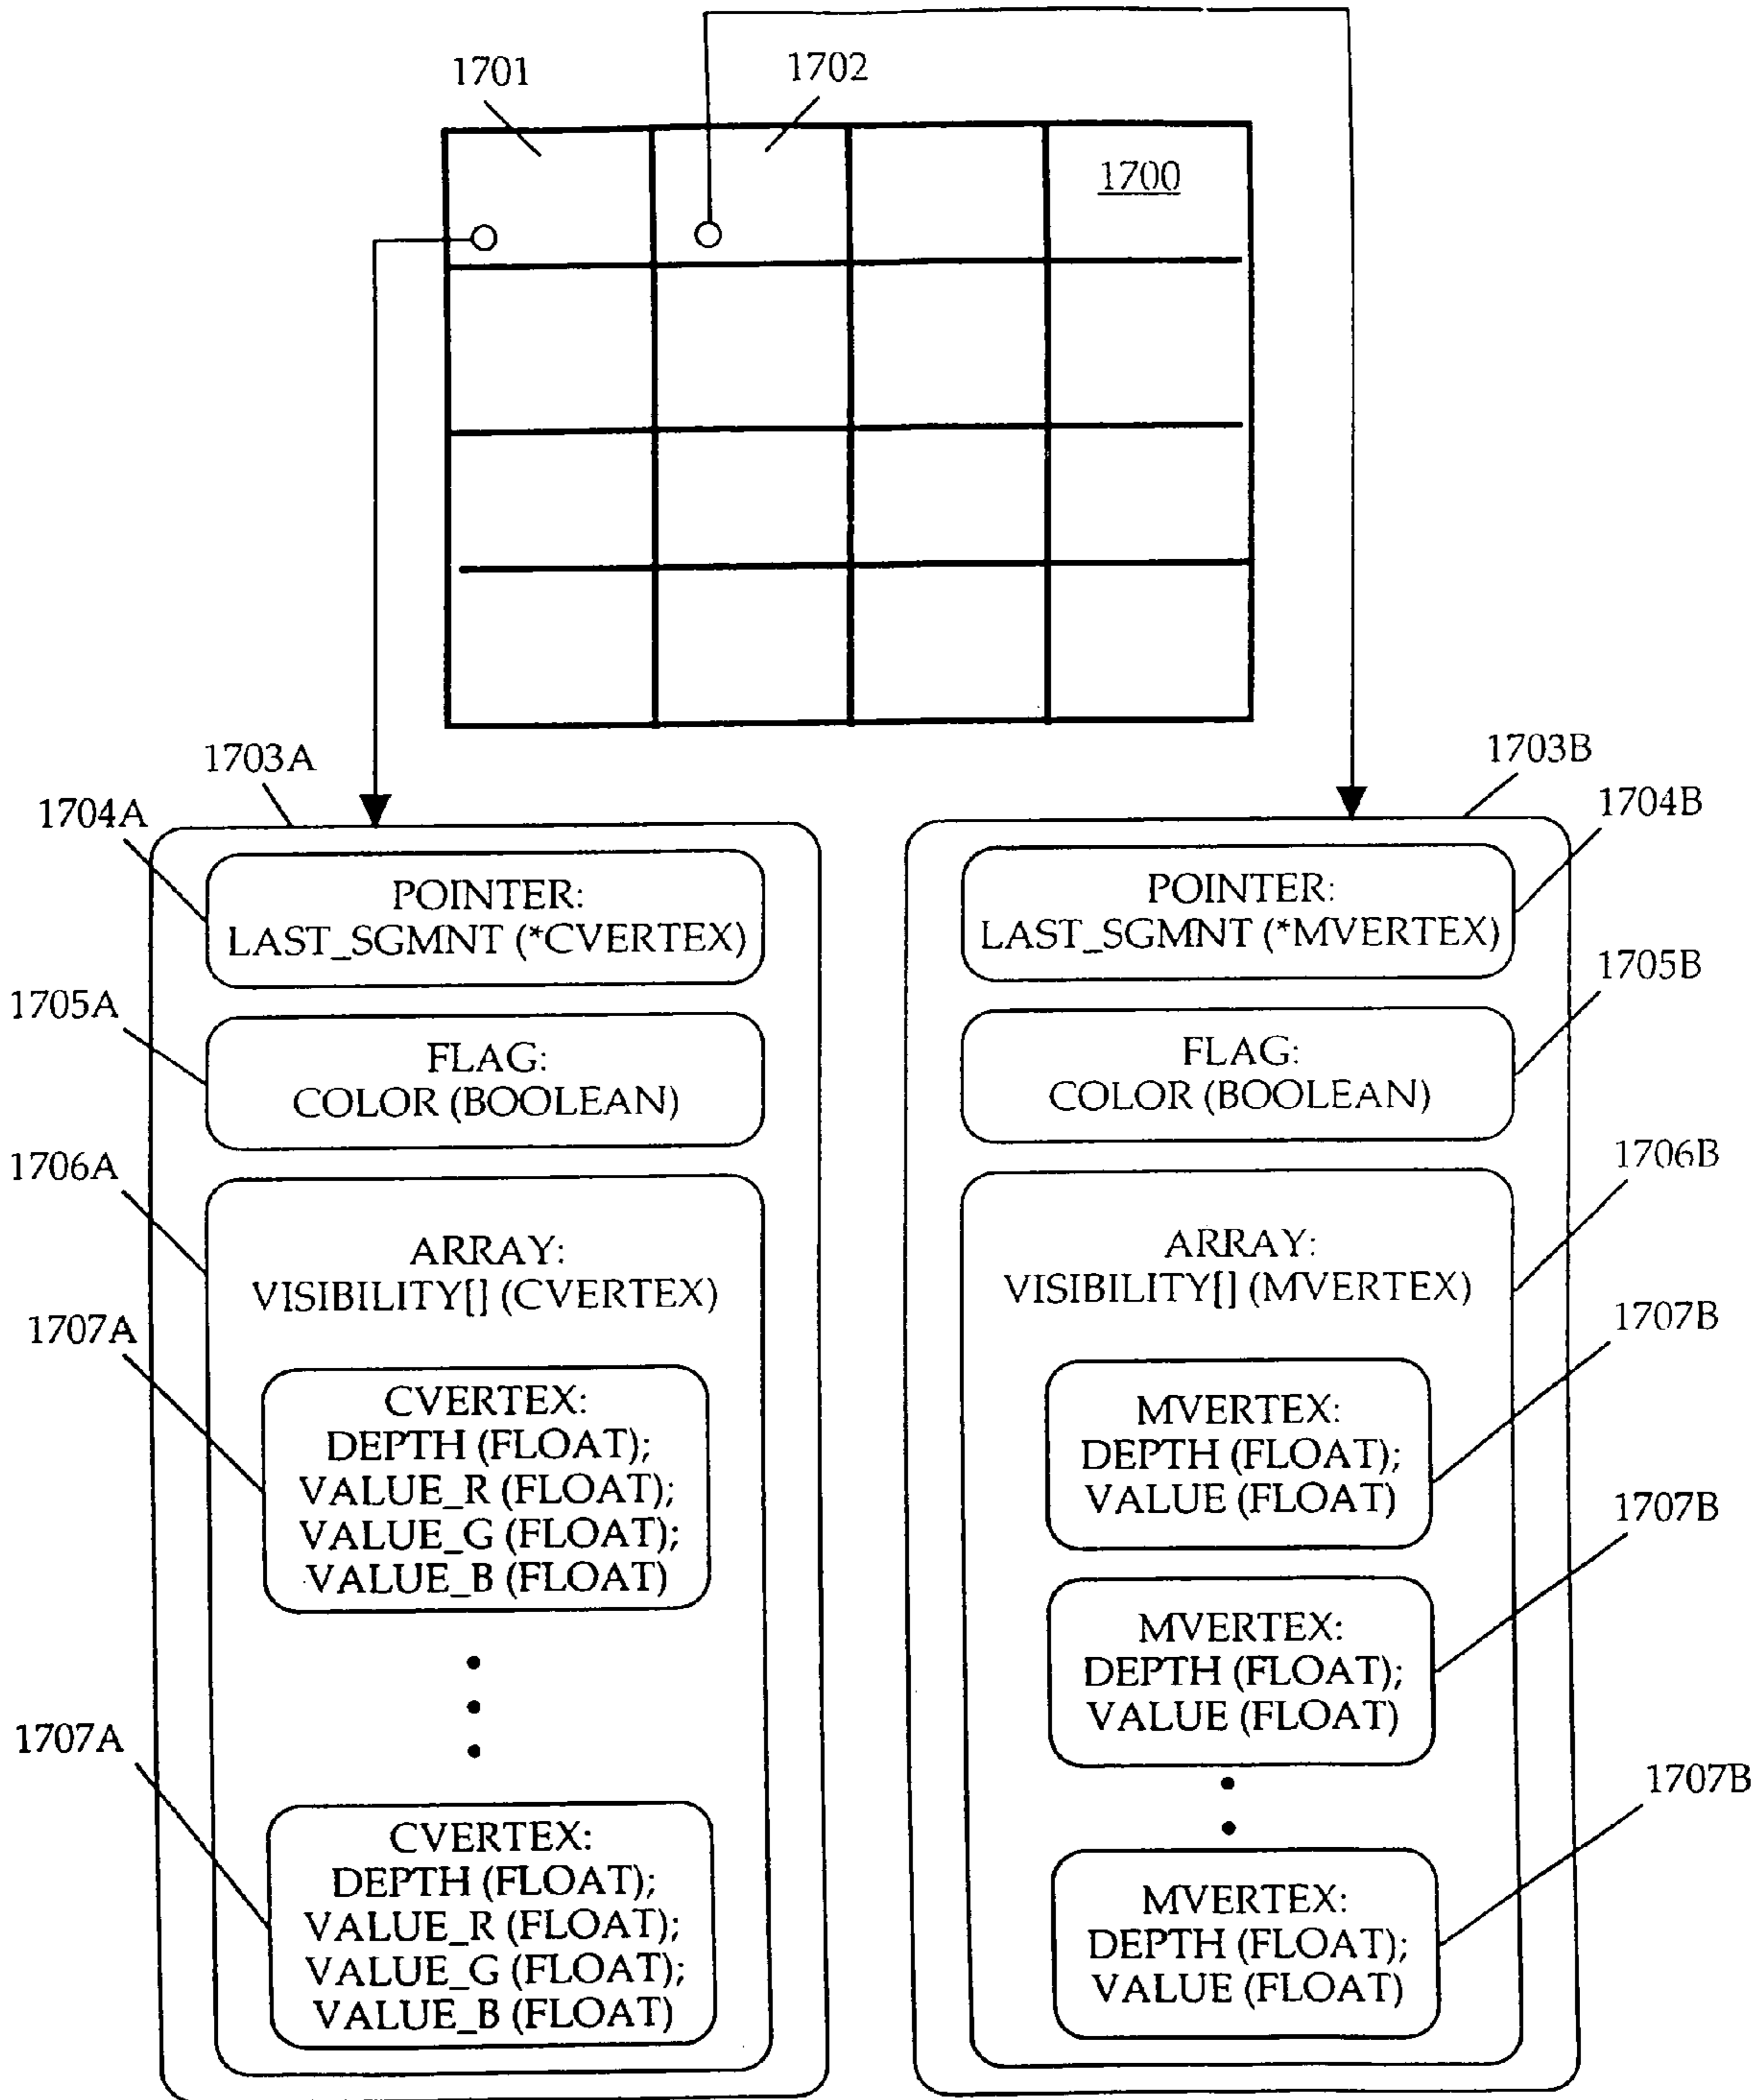 1701
1702
1700
1703A
1703B
1704A
1704B
POINTER:
LAST_SGMNT (*CVERTEX)
POINTER:
LAST_SGMNT (*MVERTEX)
1705A
1705B
FLAG:
COLOR (BOOLEAN)
FLAG:
COLOR (BOOLEAN)
1706A
1706B
ARRAY:
VISIBILITY[] (CVERTEX)
ARRAY:
VISIBILITY[] (MVERTEX)
1707A
1707B
CVERTEX:
DEPTH (FLOAT);
VALUE_R (FLOAT);
VALUE_G (FLOAT);
VALUE_B (FLOAT)
MVERTEX:
DEPTH (FLOAT);
VALUE (FLOAT)
1707B
MVERTEX:
DEPTH (FLOAT);
VALUE (FLOAT)
1707A
1707B
CVERTEX:
DEPTH (FLOAT);
VALUE_R (FLOAT);
VALUE_G (FLOAT);
VALUE_B (FLOAT)
MVERTEX:
DEPTH (FLOAT);
VALUE (FLOAT)